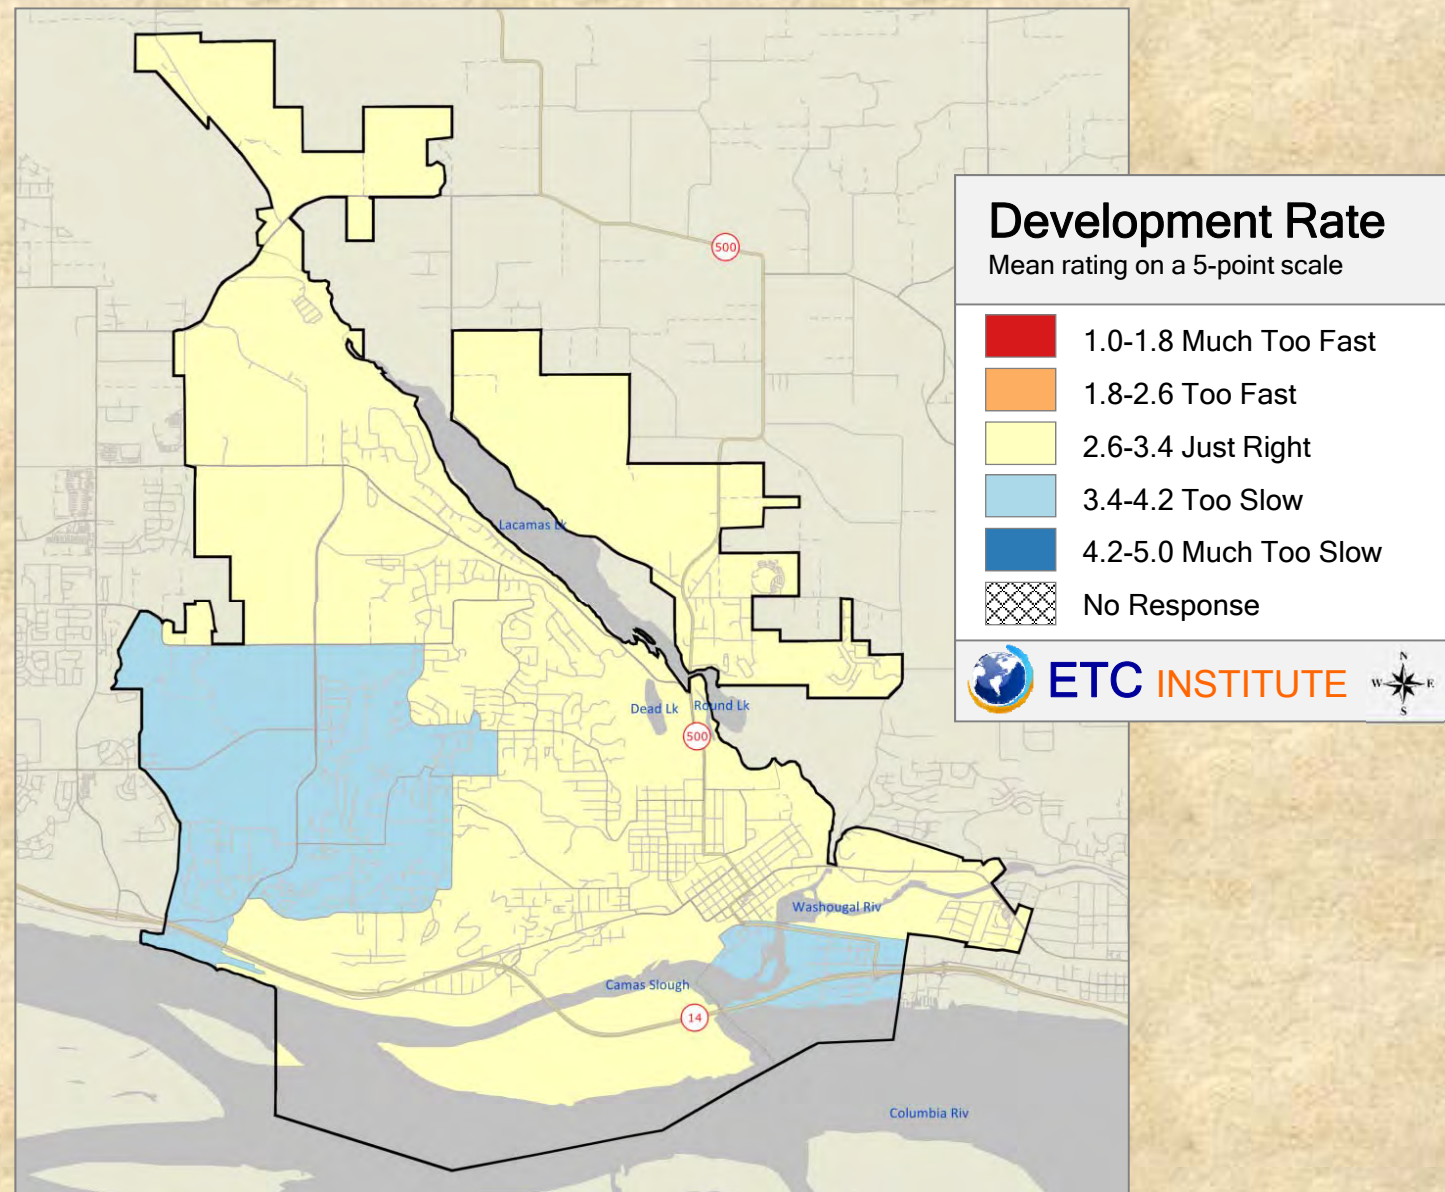 500
Development Rate
Mean rating on a 5-point scale
1.0-1.8 Much Too Fast
1.8-2.6 Too Fast
2.6-3.4 Just Right
3.4-4.2 Too Slow
4.2-5.0 Much Too Slow
No Response
ETC INSTITUTE
N
W E
S
Lacamas Lk
Dead Lk
Round Lk
500
Washougal Riv
Camas Slough
14
Columbia Riv